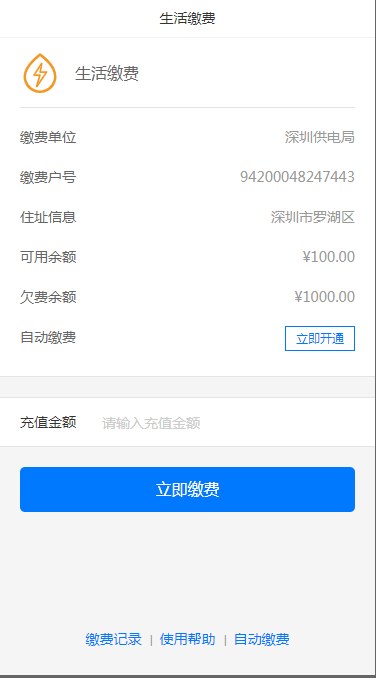 生活缴费
生活缴费
缴费单位 深圳供电局
缴费户号 94200048247443
住址信息 深圳市罗湖区
可用余额 ¥100.00
欠费余额 ¥1000.00
自动缴费 立即开通
充值金额 请输入充值金额
立即缴费
缴费记录 | 使用帮助 | 自动缴费